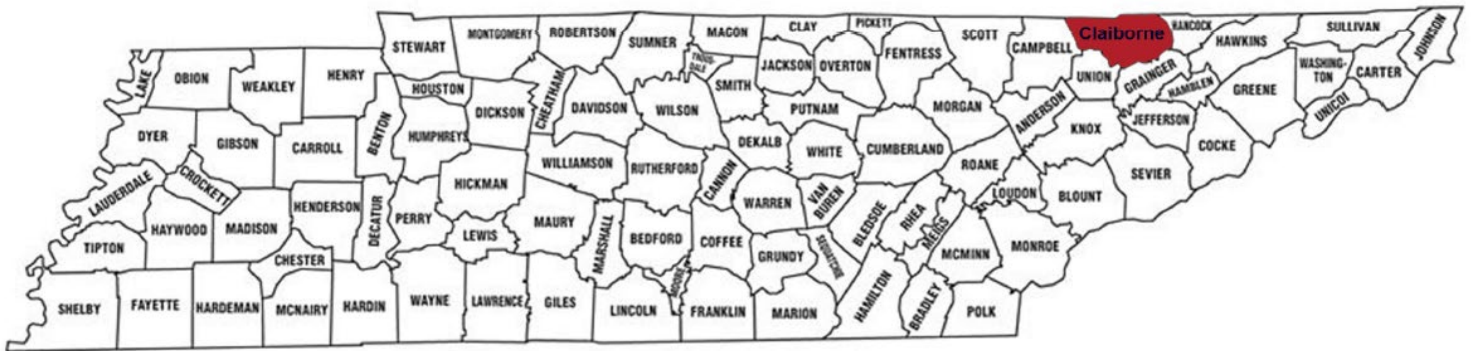 STEWART
MONTGOMERY
ROBERTSON
SUMNER
MACON
TROUS-
DALE
CLAY
PICKETT
FENTRESS
SCOTT
CAMPBELL
Claiborne
HANCOCK
HAWKINS
SULLIVAN
JOHNSON
LAKE
OBION
WEAKLEY
HENRY
HOUSTON
DICKSON
CHEATHAM
DAVIDSON
WILSON
SMITH
JACKSON
OVERTON
PUTNAM
MORGAN
ANDERSON
UNION
GRAINGER
HAMBLEN
GREENE
WASHING-
TON
CARTER
UNICOI
DYER
GIBSON
CARROLL
BENTON
HUMPHREYS
WILLIAMSON
RUTHERFORD
CANNON
DEKALB
WHITE
CUMBERLAND
ROANE
KNOX
JEFFERSON
COCKE
SEVIER
LAUDERDALE
CROCKETT
HAYWOOD
MADISON
HENDERSON
DECATUR
PERRY
HICKMAN
LEWIS
MAURY
MARSHALL
BEDFORD
COFFEE
WARREN
VAN
BUREN
BLEDSOE
RHEA
MEIGS
LOUDON
BLOUNT
TIPTON
CHESTER
MOORE
GRUNDY
SEQUATCHIE
MCMINN
MONROE
SHELBY
FAYETTE
HARDEMAN
MCNAIRY
HARDIN
WAYNE
LAWRENCE
GILES
LINCOLN
FRANKLIN
MARION
HAMILTON
BRADLEY
POLK